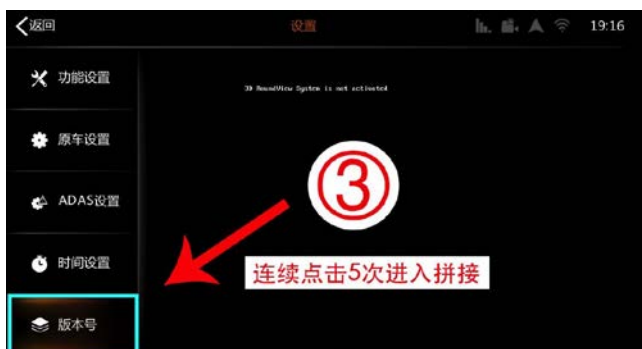 返回
设置
19:16
功能设置
3D RoundView System is not activated
原车设置
③
ADAS设置
时间设置
连续点击5次进入拼接
版本号